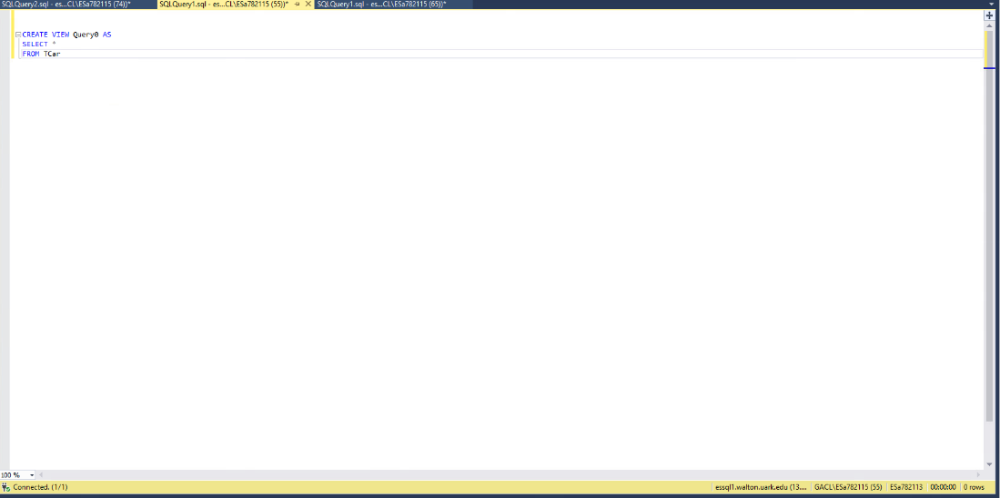 SQLQuery2.sql - es...CL\ESa782115 (74))* SQLQuery1.sql - es...CL\ESa782115 (55))* SQLQuery1.sql - es...CL\ESa782115 (65))*
CREATE VIEW Query0 AS
SELECT *
FROM TCar
100 %
Connected. (1/1) essql1.walton.uark.edu (13.... GACL\ESa782115 (55) ESa782113 00:00:00 0 rows